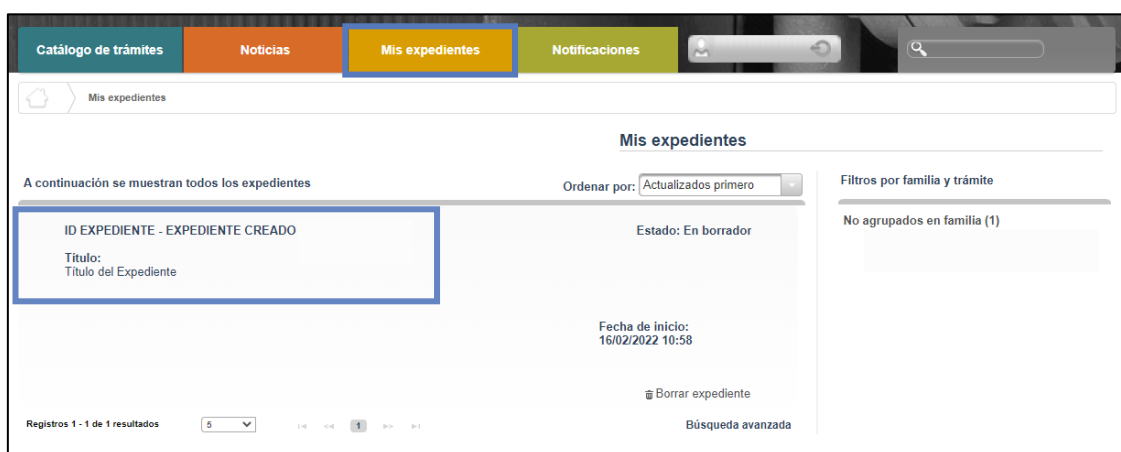 Catálogo de trámites
Noticias
Mis expedientes
Notificaciones
Mis expedientes
Mis expedientes
A continuación se muestran todos los expedientes
Ordenar por: Actualizados primero
Filtros por familia y trámite
ID EXPEDIENTE - EXPEDIENTE CREADO
Estado: En borrador
No agrupados en familia (1)
Título:
Título del Expediente
Fecha de inicio:
16/02/2022 10:58
Borrar expediente
Registros 1 - 1 de 1 resultados
5
1
Búsqueda avanzada